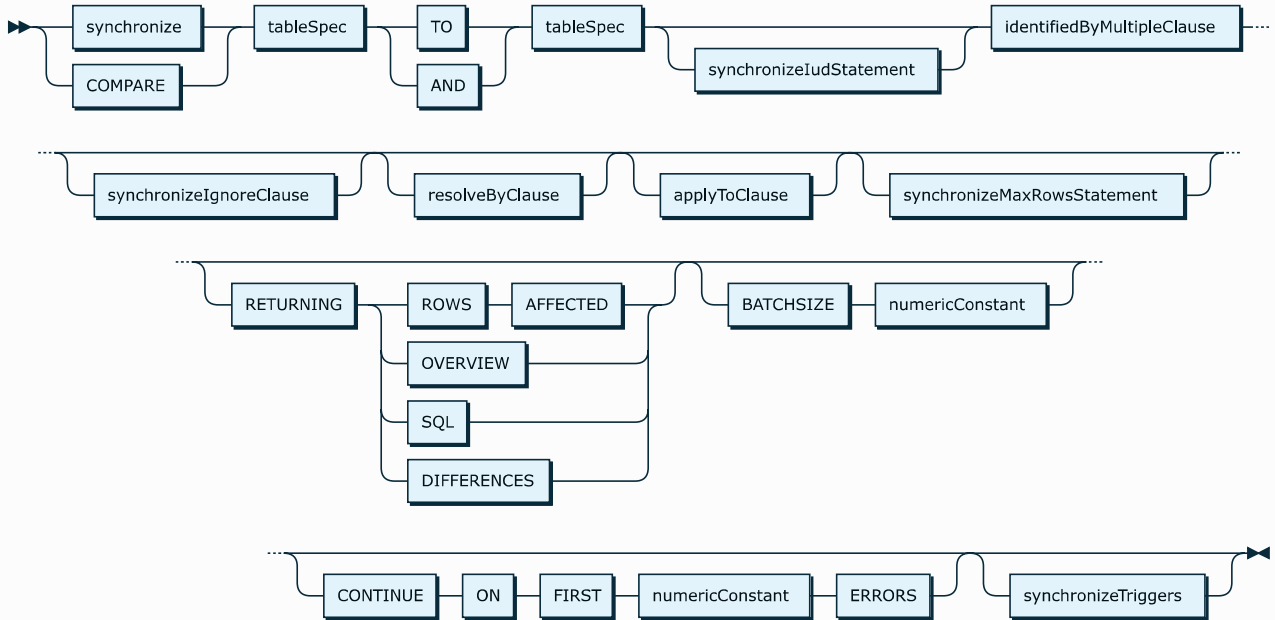 synchronize tableSpec TO tableSpec identifiedByMultipleClause
COMPARE AND synchronizeIudStatement
synchronizeIgnoreClause resolveByClause applyToClause synchronizeMaxRowsStatement
RETURNING ROWS AFFECTED BATCHSIZE numericConstant
OVERVIEW
SQL
DIFFERENCES
CONTINUE ON FIRST numericConstant ERRORS synchronizeTriggers